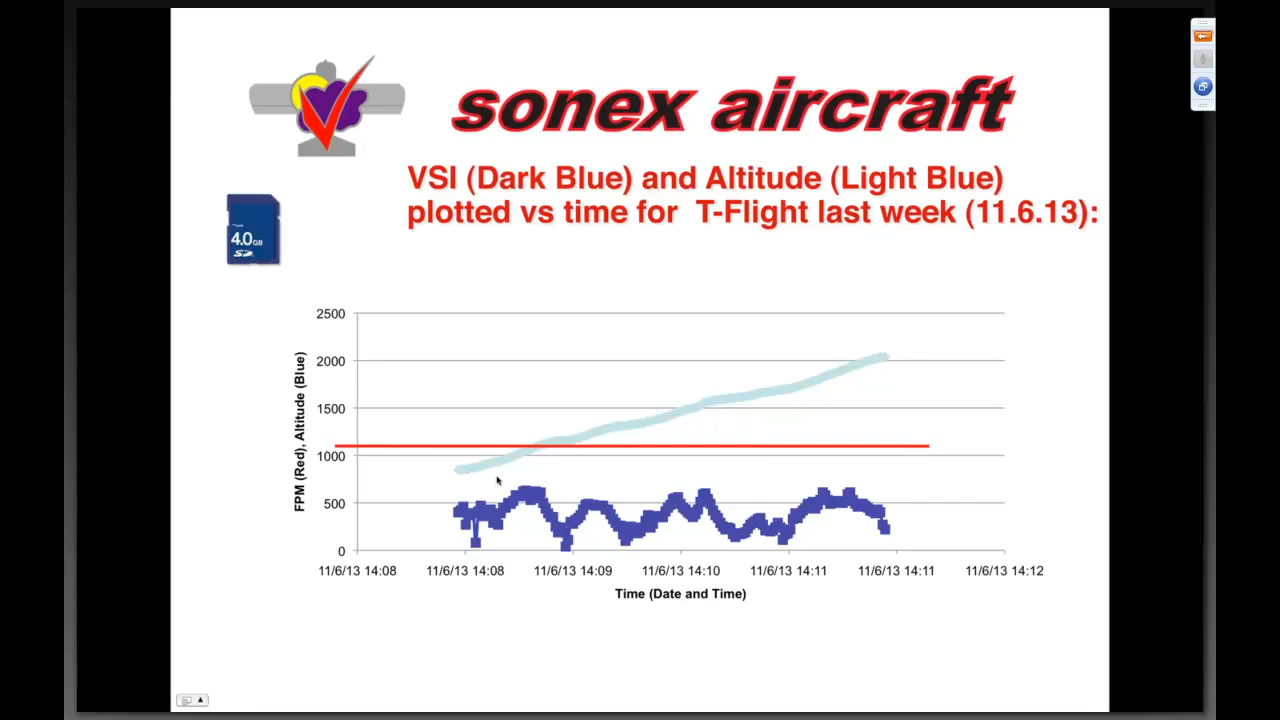 sonex aircraft
VSI (Dark Blue) and Altitude (Light Blue)
plotted vs time for T-Flight last week (11.6.13):
4.0GB
SD
2500
2000
1500
1000
500
0
FPM (Red), Altitude (Blue)
11/6/13 14:08 11/6/13 14:08 11/6/13 14:09 11/6/13 14:10 11/6/13 14:11 11/6/13 14:11 11/6/13 14:12
Time (Date and Time)